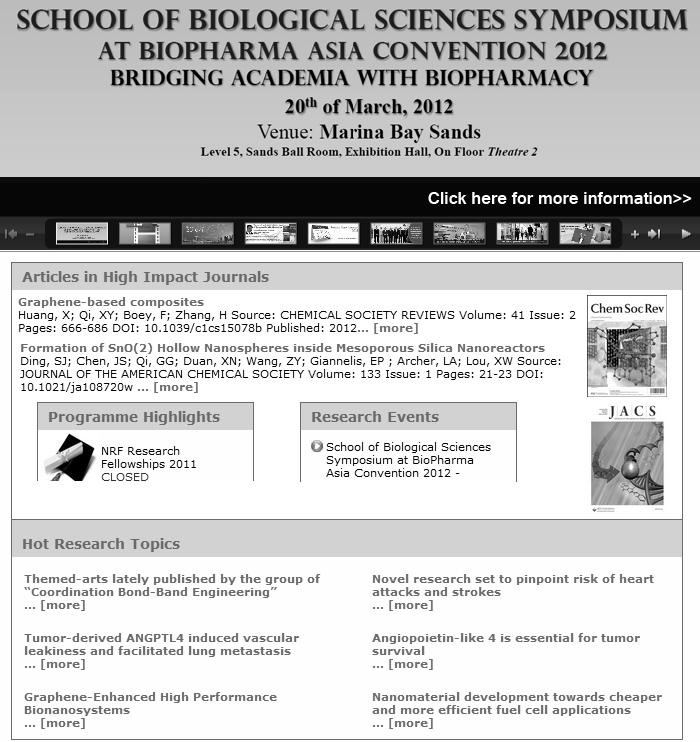 SCHOOL OF BIOLOGICAL SCIENCES SYMPOSIUM
AT BIOPHARMA ASIA CONVENTION 2012
BRIDGING ACADEMIA WITH BIOPHARMACY
20th of March, 2012
Venue: Marina Bay Sands
Level 5, Sands Ball Room, Exhibition Hall, On Floor Theatre 2
Click here for more information>>
Articles in High Impact Journals
Graphene-based composites
Huang, X; Qi, XY; Boey, F; Zhang, H Source: CHEMICAL SOCIETY REVIEWS Volume: 41 Issue: 2
Pages: 666-686 DOI: 10.1039/c1cs15078b Published: 2012... [more]
Formation of SnO(2) Hollow Nanospheres inside Mesoporous Silica Nanoreactors
Ding, SJ; Chen, JS; Qi, GG; Duan, XN; Wang, ZY; Giannelis, EP ; Archer, LA; Lou, XW Source:
JOURNAL OF THE AMERICAN CHEMICAL SOCIETY Volume: 133 Issue: 1 Pages: 21-23 DOI:
10.1021/ja108720w ... [more]
Chem Soc Rev
JACS
Programme Highlights
NRF Research
Fellowships 2011
CLOSED
Research Events
School of Biological Sciences
Symposium at BioPharma
Asia Convention 2012 -
Hot Research Topics
Themed-arts lately published by the group of
“Coordination Bond-Band Engineering”
... [more]
Novel research set to pinpoint risk of heart
attacks and strokes
... [more]
Tumor-derived ANGPTL4 induced vascular
leakiness and facilitated lung metastasis
... [more]
Angiopoietin-like 4 is essential for tumor
survival
... [more]
Graphene-Enhanced High Performance
Bionanosystems
... [more]
Nanomaterial development towards cheaper
and more efficient fuel cell applications
... [more]